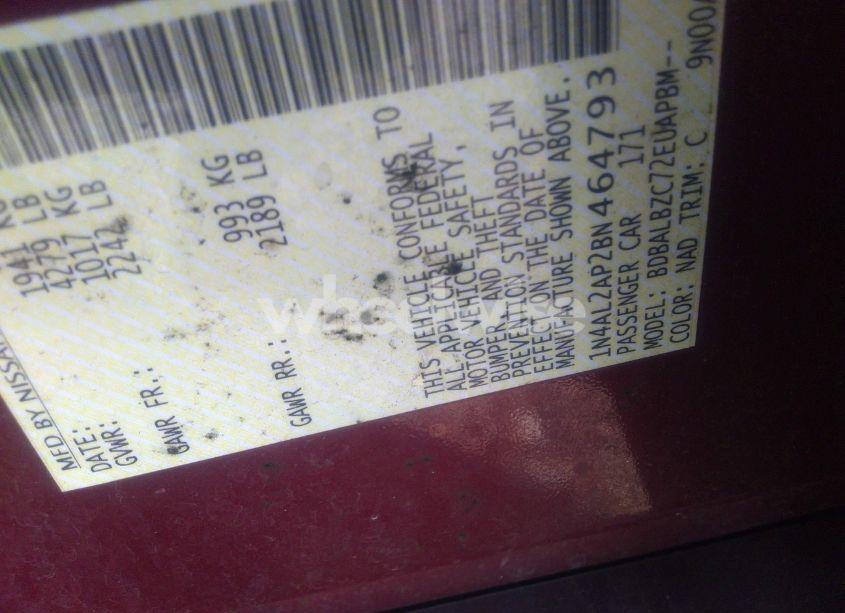 MFD BY NISSAN
DATE:
GVWR: 1941 KG
4279 LB
GAWR FR.: 1017 KG
2242 LB
GAWR RR.: 993 KG
2189 LB
THIS VEHICLE CONFORMS TO
ALL APPLICABLE FEDERAL
MOTOR VEHICLE SAFETY,
BUMPER, AND THEFT
PREVENTION STANDARDS IN
EFFECT ON THE DATE OF
MANUFACTURE SHOWN ABOVE.
1N4AL2AP2BN464793
PASSENGER CAR 171
MODEL: BDBALBZC72EUAPBM--
COLOR: NAD TRIM: C 9N00
wheelwise